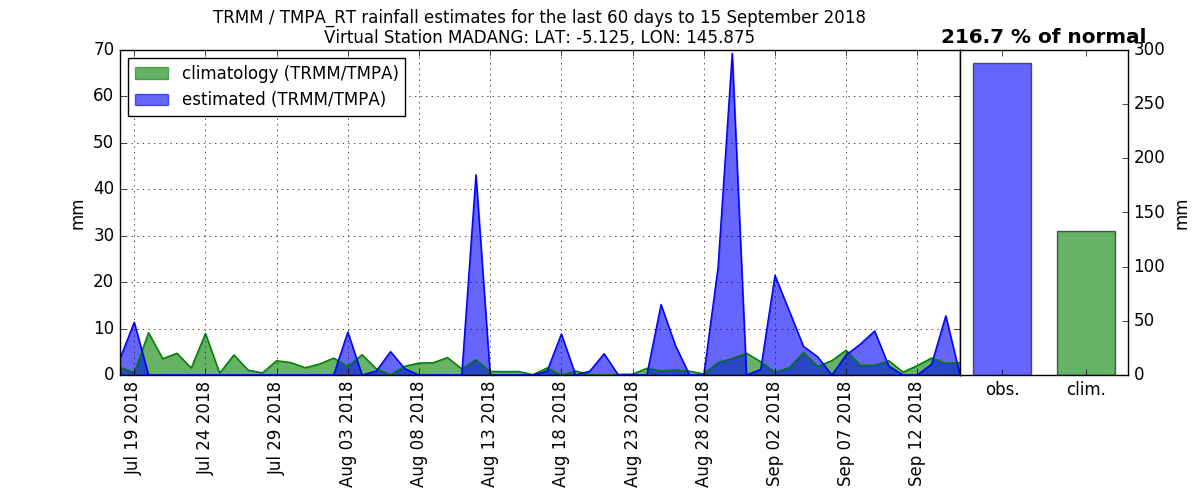 TRMM / TMPA_RT rainfall estimates for the last 60 days to 15 September 2018
Virtual Station MADANG: LAT: -5.125, LON: 145.875
216.7 % of normal
climatology (TRMM/TMPA)
estimated (TRMM/TMPA)
mm
70
60
50
40
30
20
10
0
Jul 19 2018
Jul 24 2018
Jul 29 2018
Aug 03 2018
Aug 08 2018
Aug 13 2018
Aug 18 2018
Aug 23 2018
Aug 28 2018
Sep 02 2018
Sep 07 2018
Sep 12 2018
obs.
clim.
300
250
200
150
100
50
0
mm